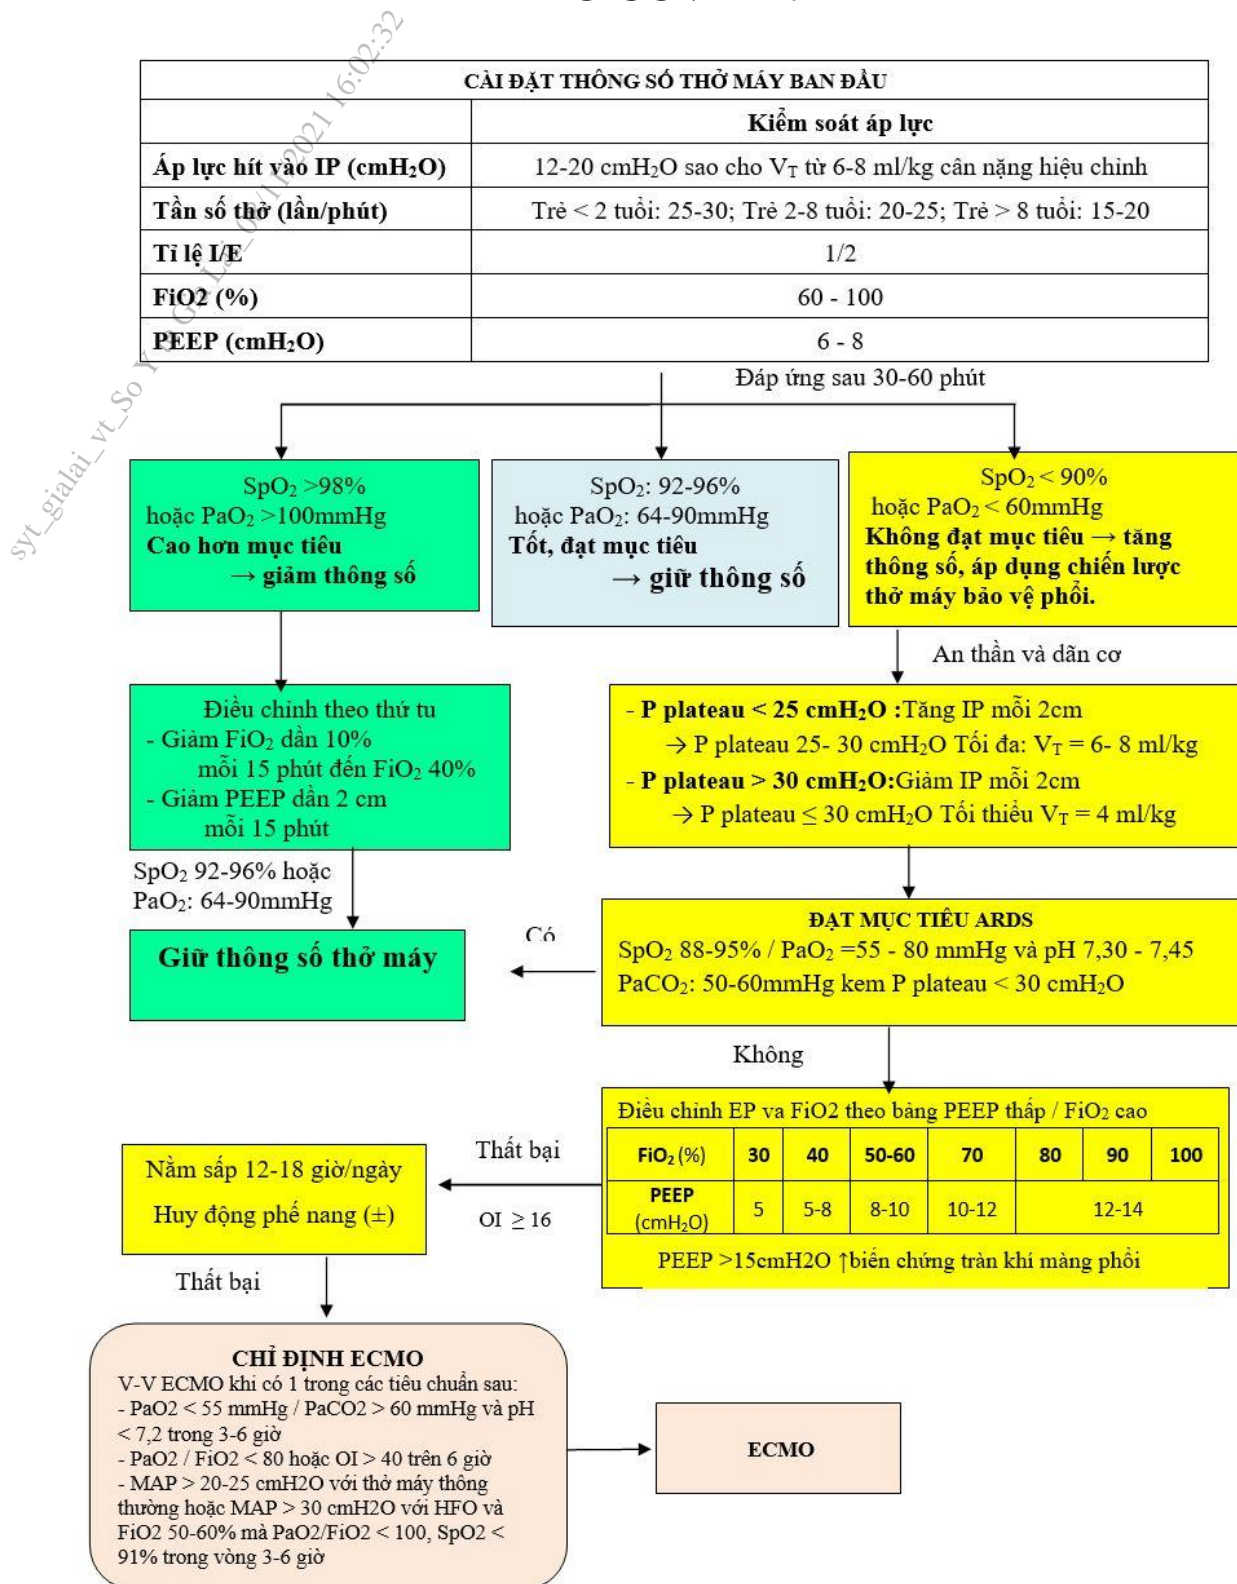 CÀI ĐẶT THÔNG SỐ THỞ MÁY BAN ĐẦU
Kiểm soát áp lực
Áp lực hít vào IP (cmH₂O) 12-20 cmH₂O sao cho V_T từ 6-8 ml/kg cân nặng hiệu chỉnh
Tần số thở (lần/phút) Trẻ < 2 tuổi: 25-30; Trẻ 2-8 tuổi: 20-25; Trẻ > 8 tuổi: 15-20
Tỉ lệ I/E 1/2
FiO2 (%) 60 - 100
PEEP (cmH₂O) 6 - 8
Đáp ứng sau 30-60 phút
SpO₂ >98%
hoặc PaO₂ >100mmHg
Cao hơn mục tiêu
→ giảm thông số
SpO₂: 92-96%
hoặc PaO₂: 64-90mmHg
Tốt, đạt mục tiêu
→ giữ thông số
SpO₂ < 90%
hoặc PaO₂ < 60mmHg
Không đạt mục tiêu → tăng
thông số, áp dụng chiến lược
thở máy bảo vệ phổi.
An thần và dãn cơ
Điều chỉnh theo thứ tu
- Giảm FiO₂ dần 10%
mỗi 15 phút đến FiO₂ 40%
- Giảm PEEP dần 2 cm
mỗi 15 phút
- P plateau < 25 cmH₂O :Tăng IP mỗi 2cm
→ P plateau 25- 30 cmH₂O Tối đa: V_T = 6- 8 ml/kg
- P plateau > 30 cmH₂O:Giảm IP mỗi 2cm
→ P plateau ≤ 30 cmH₂O Tối thiểu V_T = 4 ml/kg
SpO₂ 92-96% hoặc
PaO₂: 64-90mmHg
Giữ thông số thở máy
Có
ĐẠT MỤC TIÊU ARDS
SpO₂ 88-95% / PaO₂ =55 - 80 mmHg và pH 7,30 - 7,45
PaCO₂: 50-60mmHg kem P plateau < 30 cmH₂O
Không
Điều chỉnh EP va FiO2 theo bảng PEEP thấp / FiO₂ cao
FiO₂ (%) 30 40 50-60 70 80 90 100
PEEP
(cmH₂O) 5 5-8 8-10 10-12 12-14
PEEP >15cmH2O ↑biến chứng tràn khí màng phổi
Thất bại
OI ≥ 16
Nằm sấp 12-18 giờ/ngày
Huy động phế nang (±)
Thất bại
CHỈ ĐỊNH ECMO
V-V ECMO khi có 1 trong các tiêu chuẩn sau:
- PaO2 < 55 mmHg / PaCO2 > 60 mmHg và pH
< 7,2 trong 3-6 giờ
- PaO2 / FiO2 < 80 hoặc OI > 40 trên 6 giờ
- MAP > 20-25 cmH2O với thở máy thông
thường hoặc MAP > 30 cmH2O với HFO và
FiO2 50-60% mà PaO2/FiO2 < 100, SpO2 <
91% trong vòng 3-6 giờ
ECMO
syt_gialai_vt_So Y 2021 16:02:32